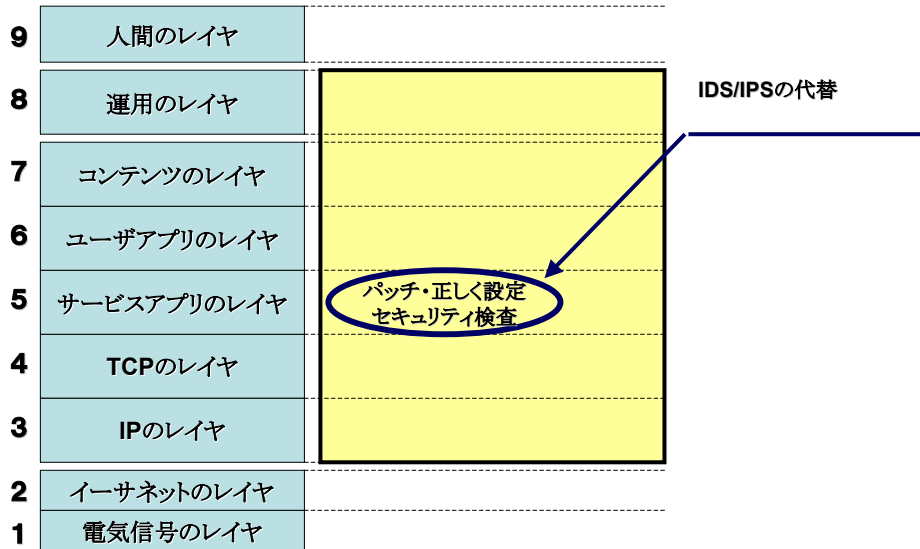 9 人間のレイヤ
8 運用のレイヤ
IDS/IPSの代替
7 コンテンツのレイヤ
6 ユーザアプリのレイヤ
5 サービスアプリのレイヤ
パッチ・正しく設定
セキュリティ検査
4 TCPのレイヤ
3 IPのレイヤ
2 イーサネットのレイヤ
1 電気信号のレイヤ